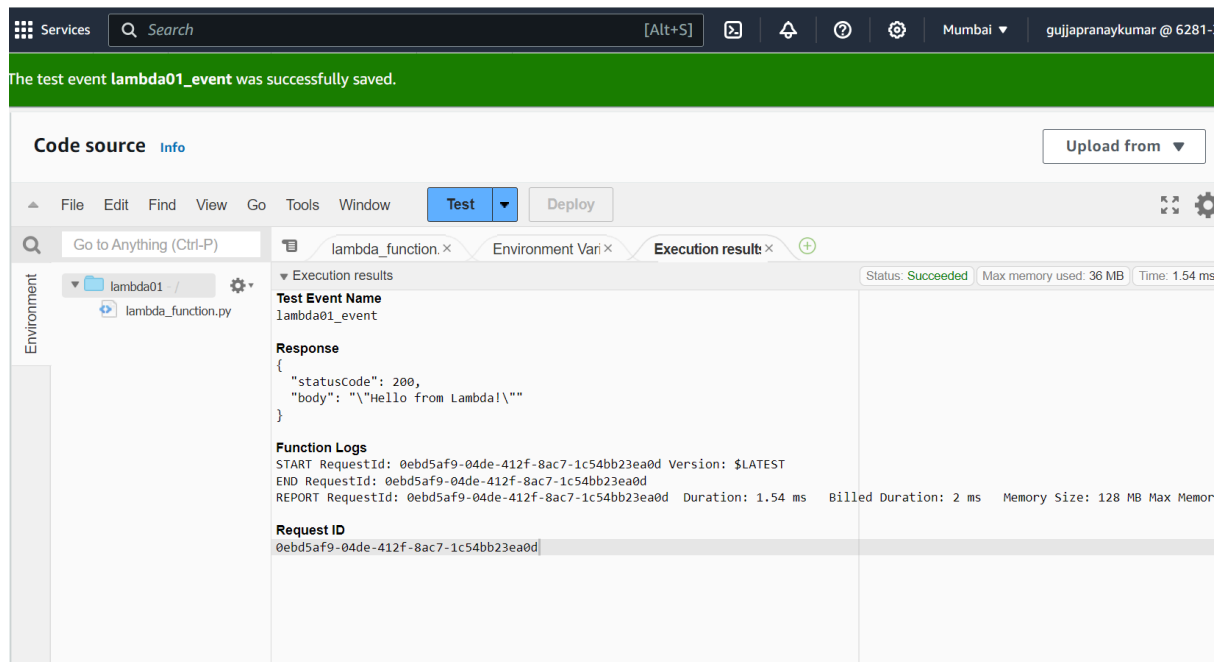 Services Search [Alt+S] Mumbai ▼ gujjapranaykumar @ 6281-
The test event lambda01_event was successfully saved.
Code source Info Upload from ▼
File Edit Find View Go Tools Window Test Deploy
Go to Anything (Ctrl-P) lambda_function. × Environment Vari × Execution results ×
▼ Execution results Status: Succeeded Max memory used: 36 MB Time: 1.54 ms
Environment
lambda01 - /
lambda_function.py
Test Event Name
lambda01_event
Response
{
"statusCode": 200,
"body": "\"Hello from Lambda!\""
}
Function Logs
START RequestId: 0ebd5af9-04de-412f-8ac7-1c54bb23ea0d Version: $LATEST
END RequestId: 0ebd5af9-04de-412f-8ac7-1c54bb23ea0d
REPORT RequestId: 0ebd5af9-04de-412f-8ac7-1c54bb23ea0d Duration: 1.54 ms Billed Duration: 2 ms Memory Size: 128 MB Max Memor
Request ID
0ebd5af9-04de-412f-8ac7-1c54bb23ea0d